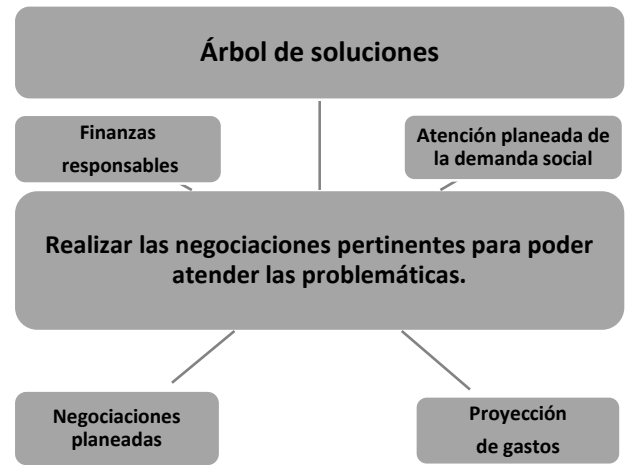 Árbol de soluciones
Finanzas
responsables
Atención planeada de
la demanda social
Realizar las negociaciones pertinentes para poder
atender las problemáticas.
Negociaciones
planeadas
Proyección
de gastos